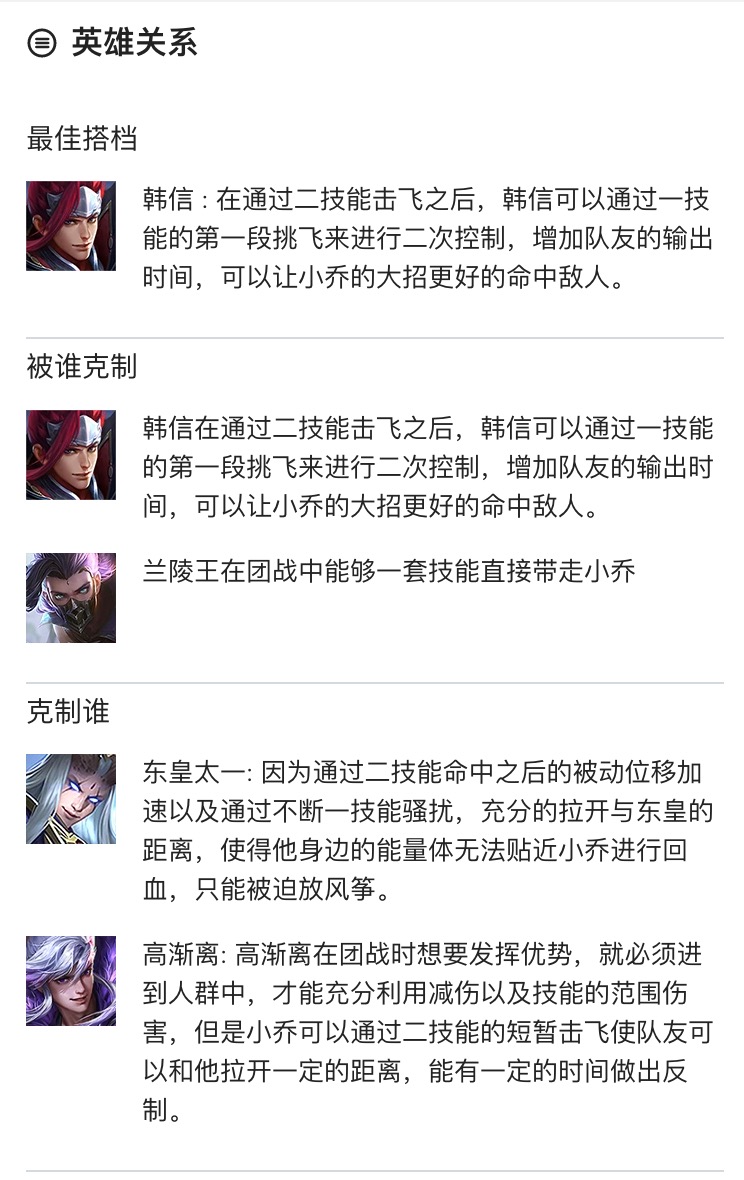 英雄关系
最佳搭档
韩信 : 在通过二技能击飞之后，韩信可以通过一技
能的第一段挑飞来进行二次控制，增加队友的输出
时间，可以让小乔的大招更好的命中敌人。
被谁克制
韩信在通过二技能击飞之后，韩信可以通过一技能
的第一段挑飞来进行二次控制，增加队友的输出时
间，可以让小乔的大招更好的命中敌人。
兰陵王在团战中能够一套技能直接带走小乔
克制谁
东皇太一: 因为通过二技能命中之后的被动位移加
速以及通过不断一技能骚扰，充分的拉开与东皇的
距离，使得他身边的能量体无法贴近小乔进行回
血，只能被迫放风筝。
高渐离: 高渐离在团战时想要发挥优势，就必须进
到人群中，才能充分利用减伤以及技能的范围伤
害，但是小乔可以通过二技能的短暂击飞使队友可
以和他拉开一定的距离，能有一定的时间做出反
制。